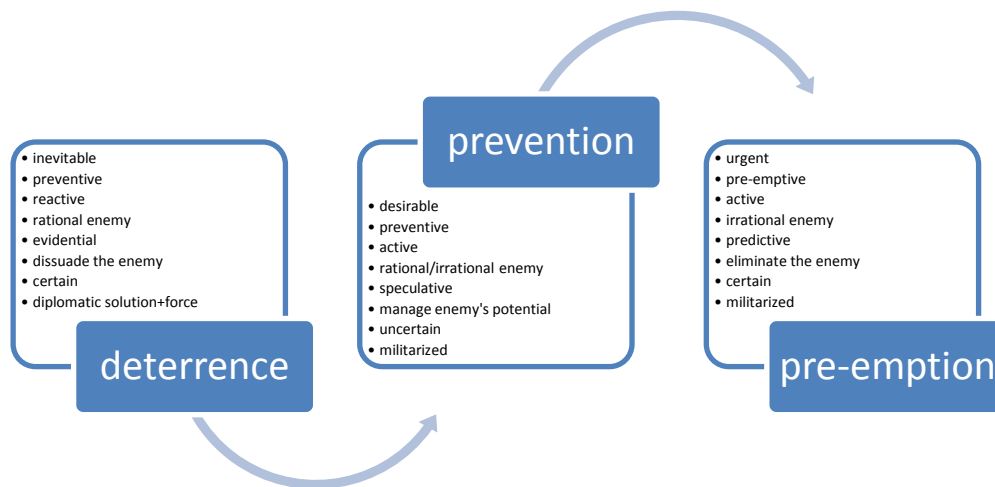 • inevitable
• preventive
• reactive
• rational enemy
• evidential
• dissuade the enemy
• certain
• diplomatic solution+force
deterrence
prevention
• desirable
• preventive
• active
• rational/irrational enemy
• speculative
• manage enemy's potential
• uncertain
• militarized
• urgent
• pre-emptive
• active
• irrational enemy
• predictive
• eliminate the enemy
• certain
• militarized
pre-emption